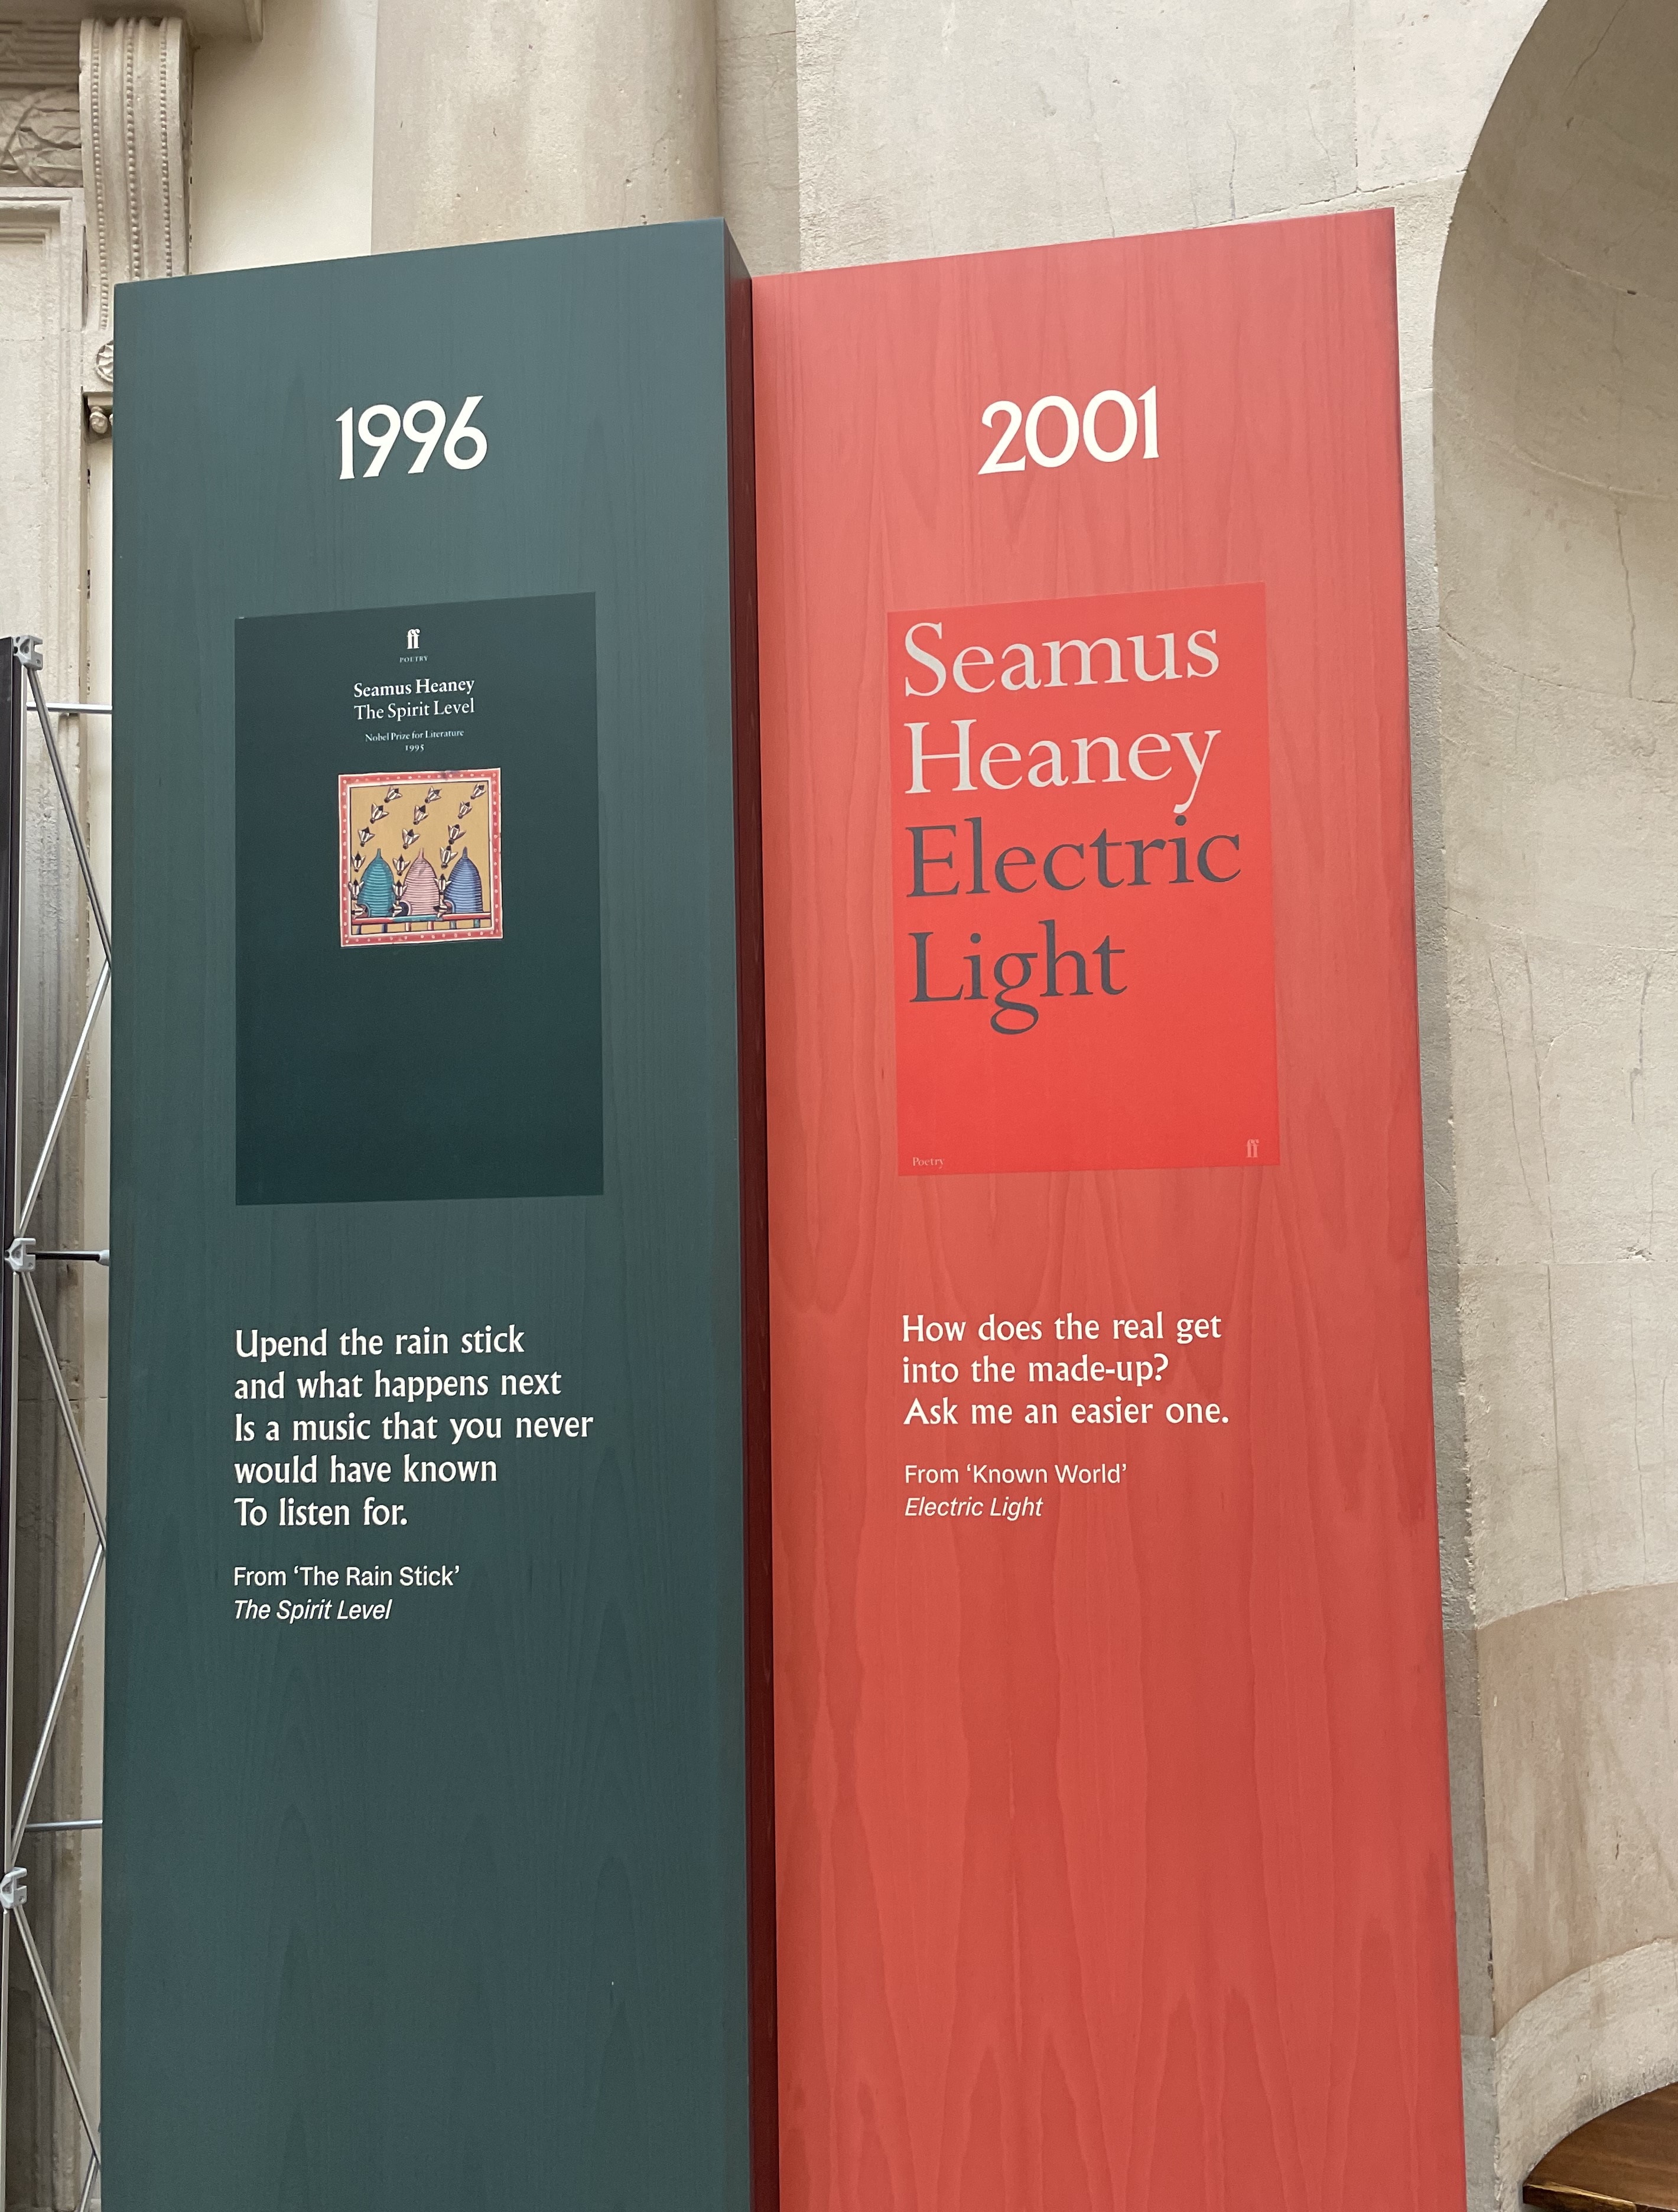 1996
ff
POETRY
Seamus Heaney
The Spirit Level
Nobel Prize for Literature
1995
Upend the rain stick
and what happens next
Is a music that you never
would have known
To listen for.
From ‘The Rain Stick’
The Spirit Level
2001
Seamus
Heaney
Electric
Light
Poetry
ff
How does the real get
into the made-up?
Ask me an easier one.
From ‘Known World’
Electric Light